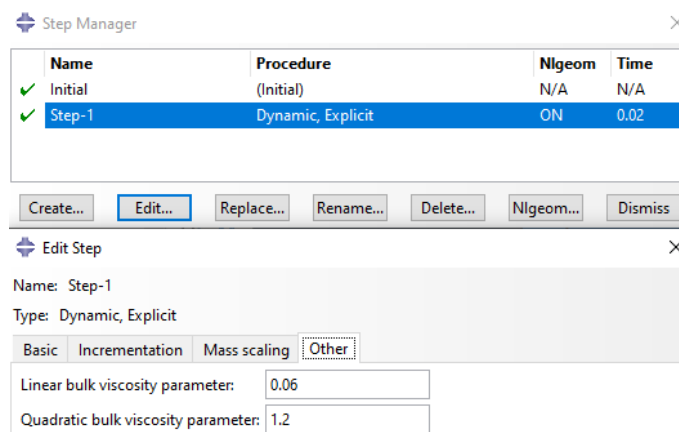 Step Manager
Name Procedure Nlgeom Time
Initial (Initial) N/A N/A
Step-1 Dynamic, Explicit ON 0.02
Create... Edit... Replace... Rename... Delete... Nlgeom... Dismiss
Edit Step
Name: Step-1
Type: Dynamic, Explicit
Basic Incrementation Mass scaling Other
Linear bulk viscosity parameter: 0.06
Quadratic bulk viscosity parameter: 1.2